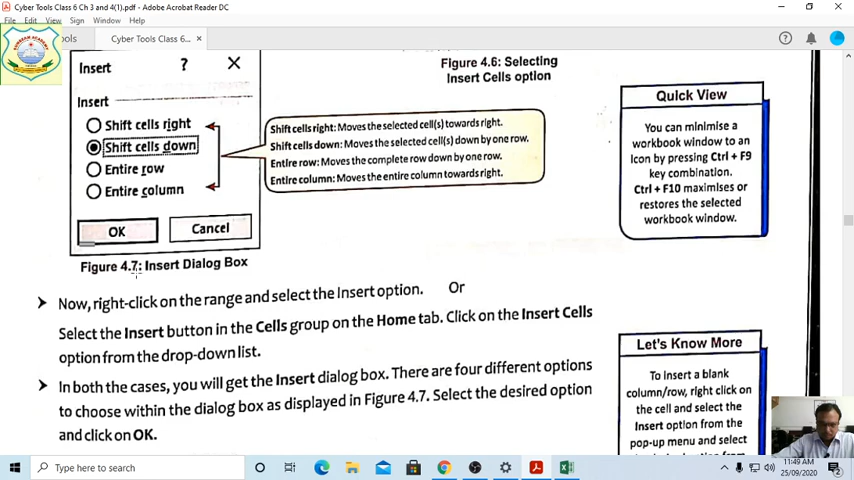 Cyber Tools Class 6 Ch 3 and 4(1).pdf - Adobe Acrobat Reader DC
File Edit View Sign Window Help
ools
Cyber Tools Class 6... ×
Insert ? ×
Insert
Shift cells right
Shift cells down
Entire row
Entire column
OK Cancel
Figure 4.7: Insert Dialog Box
Shift cells right: Moves the selected cell(s) towards right.
Shift cells down: Moves the selected cell(s) down by one row.
Entire row: Moves the complete row down by one row.
Entire column: Moves the entire column towards right.
Figure 4.6: Selecting
Insert Cells option
Quick View
You can minimise a
workbook window to an
Icon by pressing Ctrl + F9
key combination.
Ctrl + F10 maximises or
restores the selected
workbook window.
➤ Now, right-click on the range and select the Insert option. Or
Select the Insert button in the Cells group on the Home tab. Click on the Insert Cells
option from the drop-down list.
➤ In both the cases, you will get the Insert dialog box. There are four different options
to choose within the dialog box as displayed in Figure 4.7. Select the desired option
and click on OK.
Let's Know More
To Insert a blank
column/row, right click on
the cell and select the
Insert option from the
pop-up menu and select
Type here to search
11:49 AM
25/09/2020
2